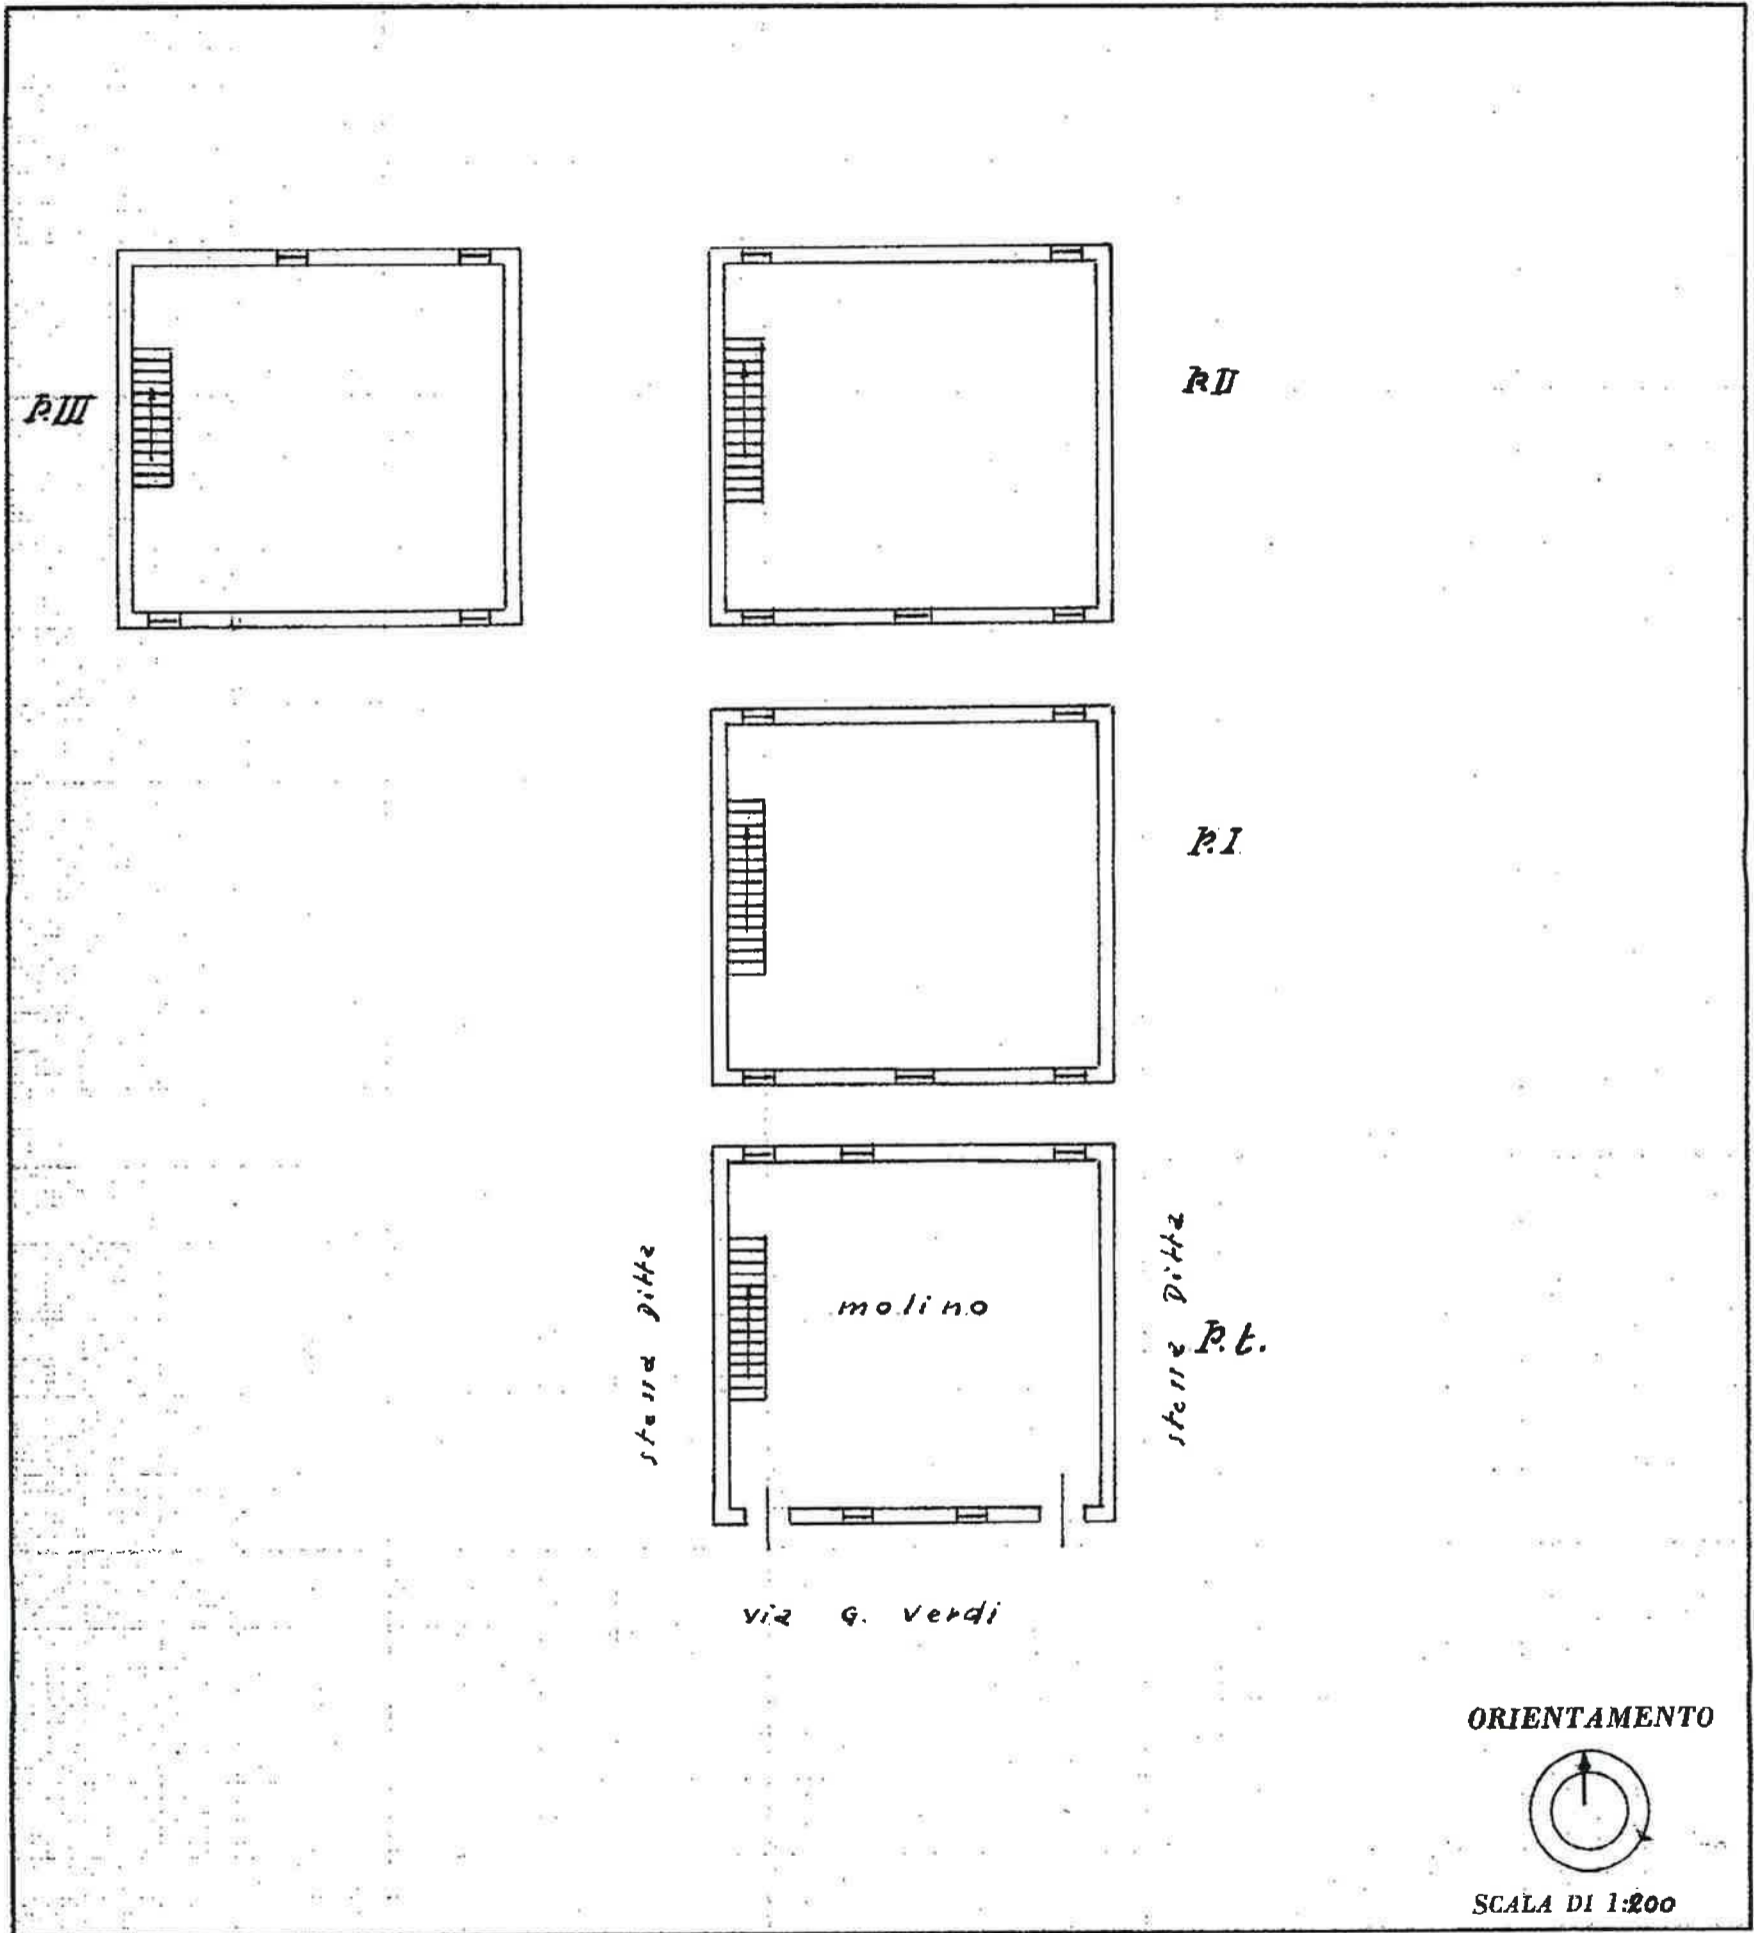 P.III
P.II
P.I
stessa Ditta
molino
stessa Ditta
P.t.
via G. Verdi
ORIENTAMENTO
SCALA DI 1:200